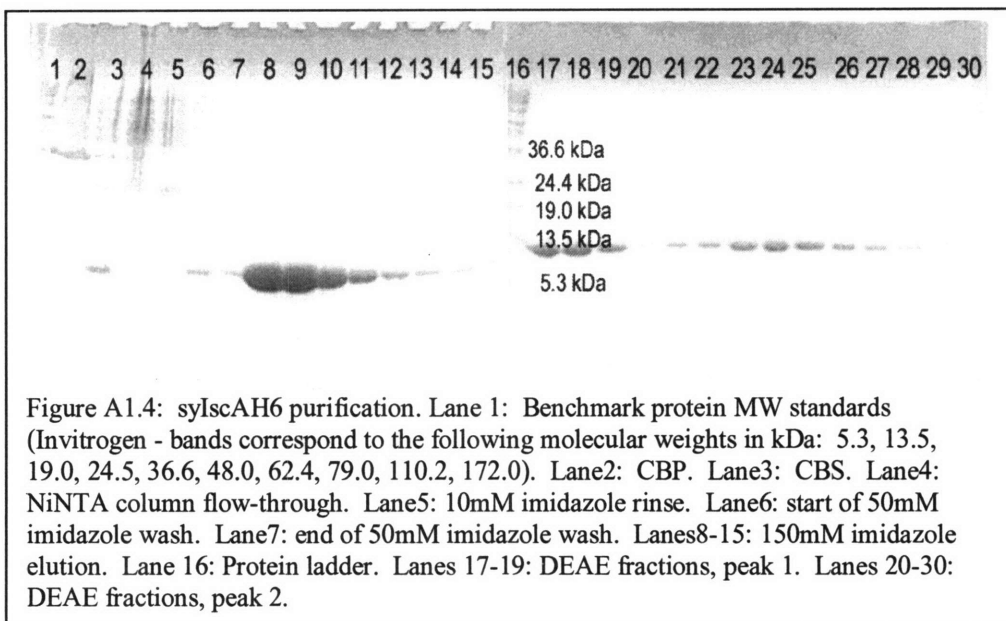 1 2 3 4 5 6 7 8 9 10 11 12 13 14 15 16 17 18 19 20 21 22 23 24 25 26 27 28 29 30
36.6 kDa
24.4 kDa
19.0 kDa
13.5 kDa
5.3 kDa
Figure A1.4: syIscAH6 purification. Lane 1: Benchmark protein MW standards
(Invitrogen - bands correspond to the following molecular weights in kDa: 5.3, 13.5,
19.0, 24.5, 36.6, 48.0, 62.4, 79.0, 110.2, 172.0). Lane2: CBP. Lane3: CBS. Lane4:
NiNTA column flow-through. Lane5: 10mM imidazole rinse. Lane6: start of 50mM
imidazole wash. Lane7: end of 50mM imidazole wash. Lanes8-15: 150mM imidazole
elution. Lane 16: Protein ladder. Lanes 17-19: DEAE fractions, peak 1. Lanes 20-30:
DEAE fractions, peak 2.